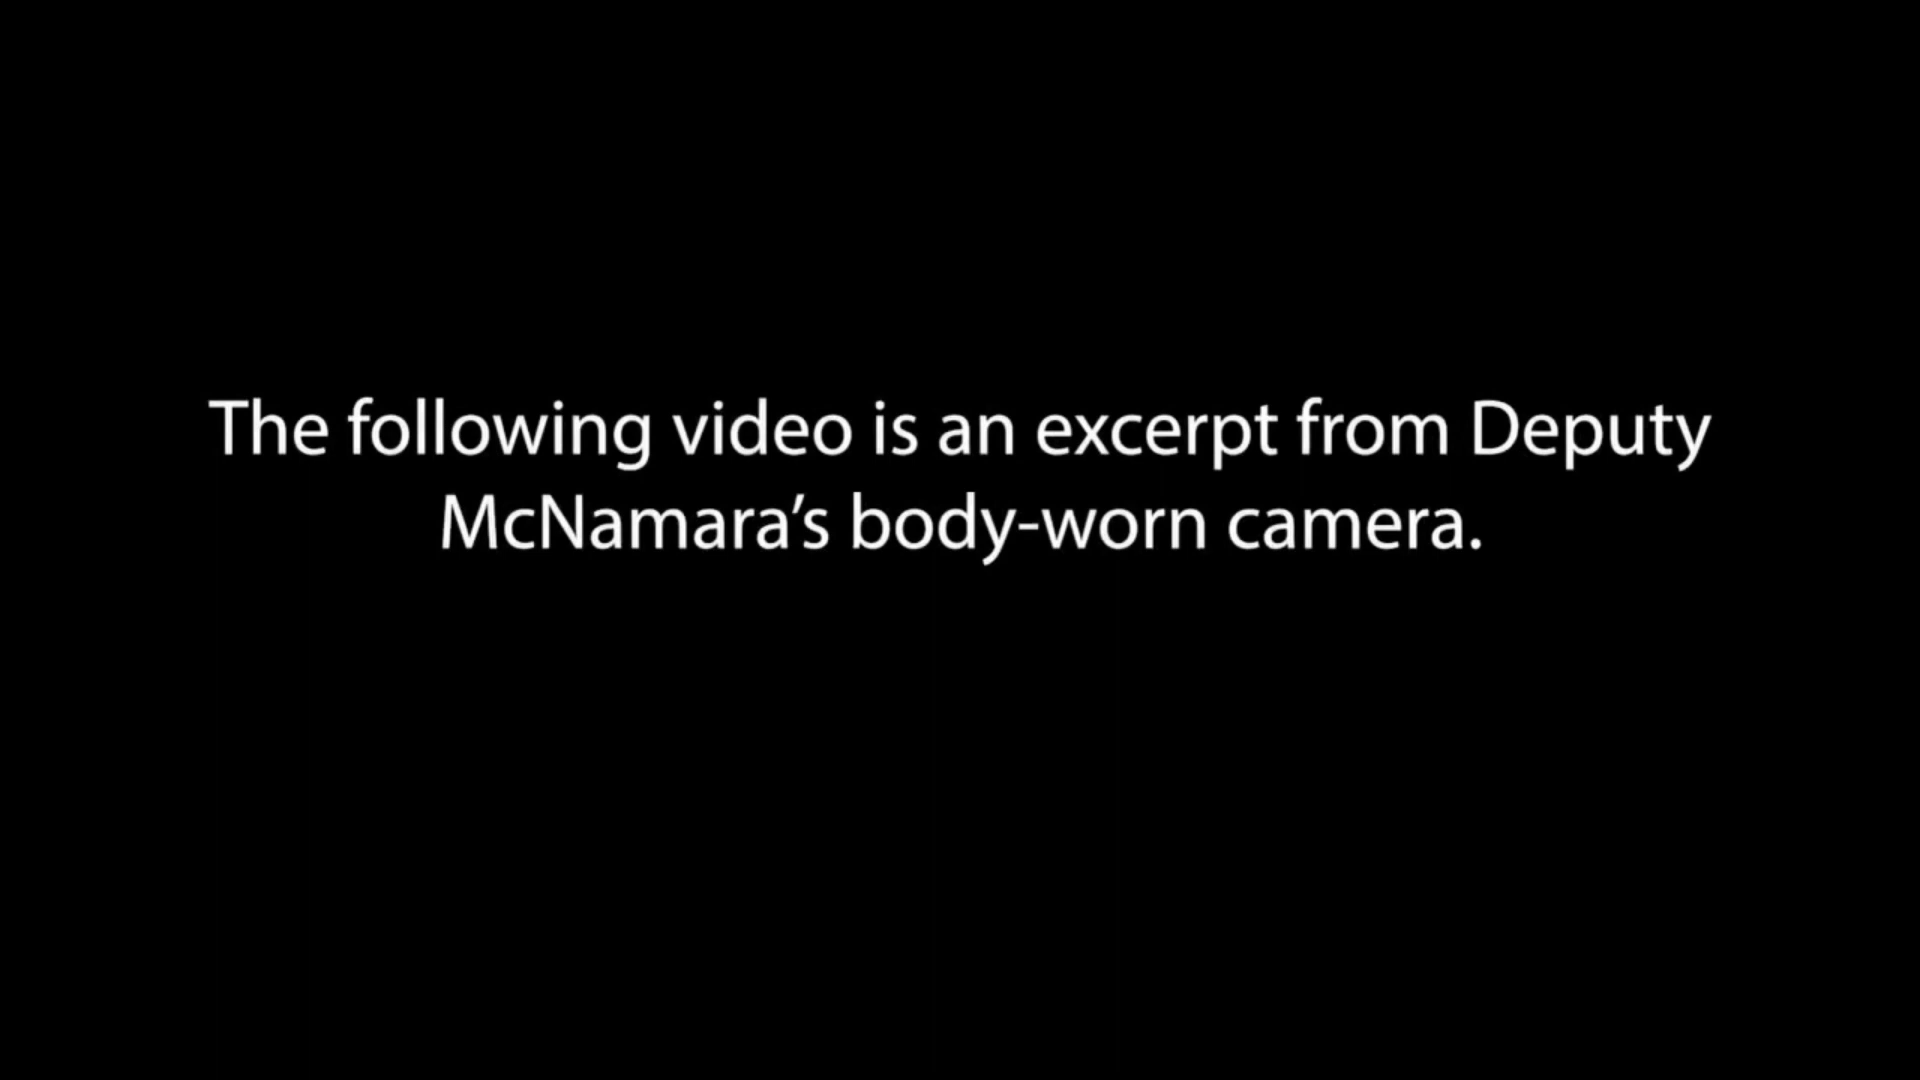 The following video is an excerpt from Deputy
McNamara’s body-worn camera.